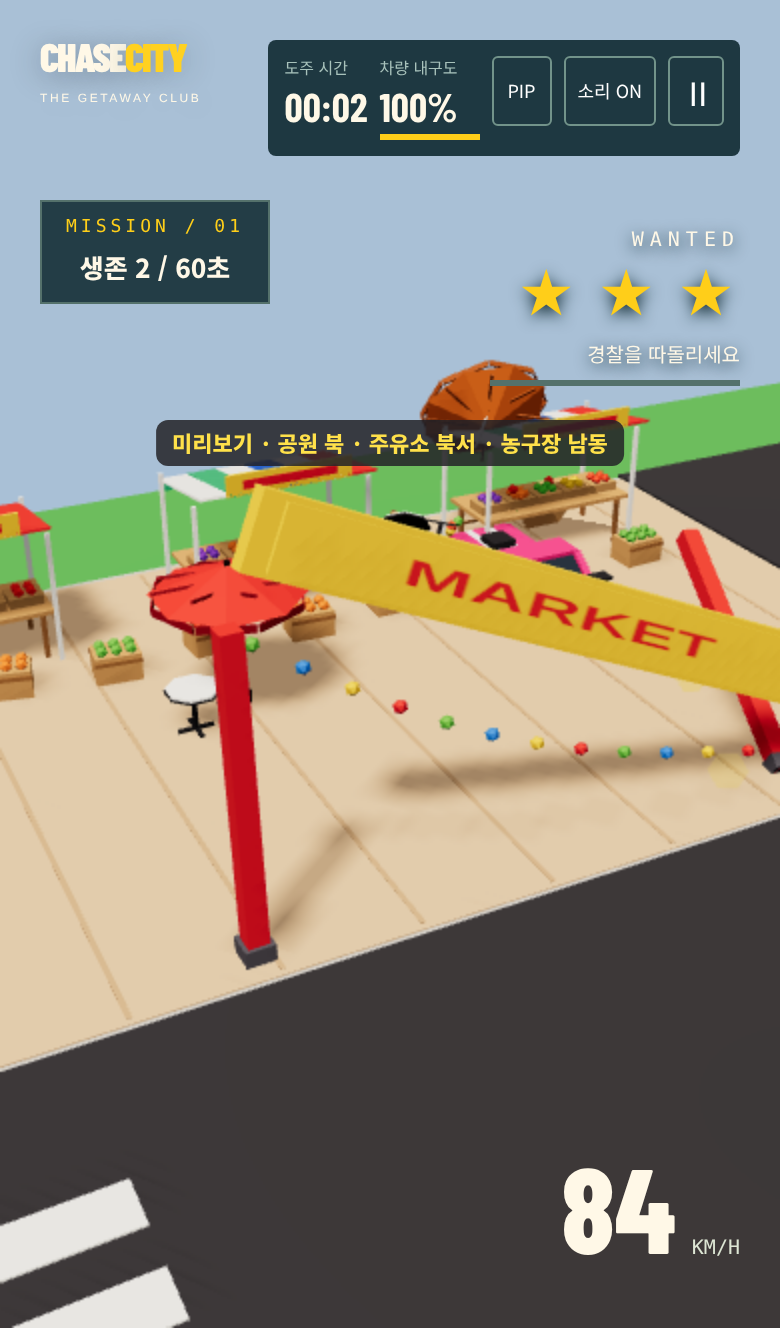 CHASECITY
THE GETAWAY CLUB
도주 시간
00:02
차량 내구도
100%
PIP
소리 ON
MISSION / 01
생존 2 / 60초
WANTED
경찰을 따돌리세요
미리보기 · 공원 북 · 주유소 북서 · 농구장 남동
MARKET
84 KM/H